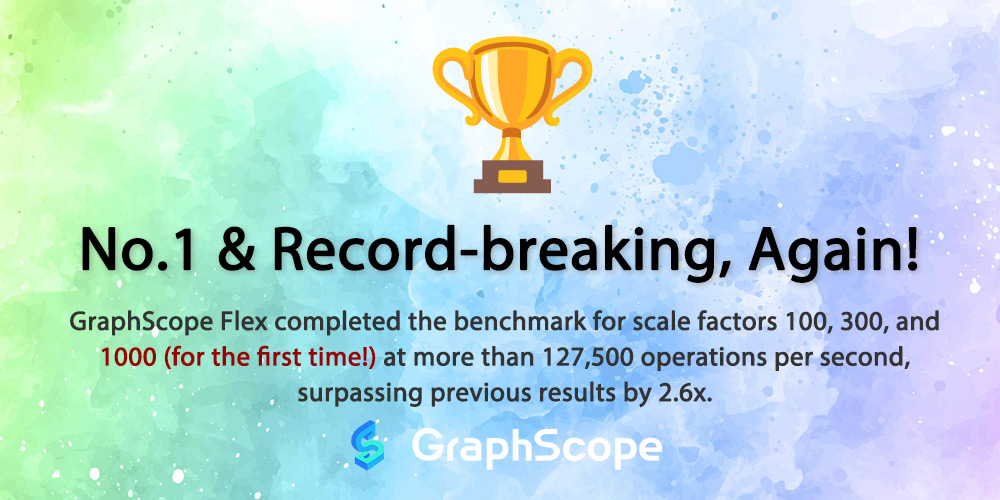 No.1 & Record-breaking, Again!
GraphScope Flex completed the benchmark for scale factors 100, 300, and
1000 (for the first time!) at more than 127,500 operations per second,
surpassing previous results by 2.6x.
GraphScope